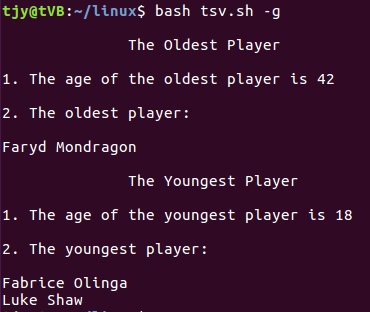 tjy@tVB:~/linux$ bash tsv.sh -g
The Oldest Player
1. The age of the oldest player is 42
2. The oldest player:
Faryd Mondragon
The Youngest Player
1. The age of the youngest player is 18
2. The youngest player:
Fabrice Olinga
Luke Shaw